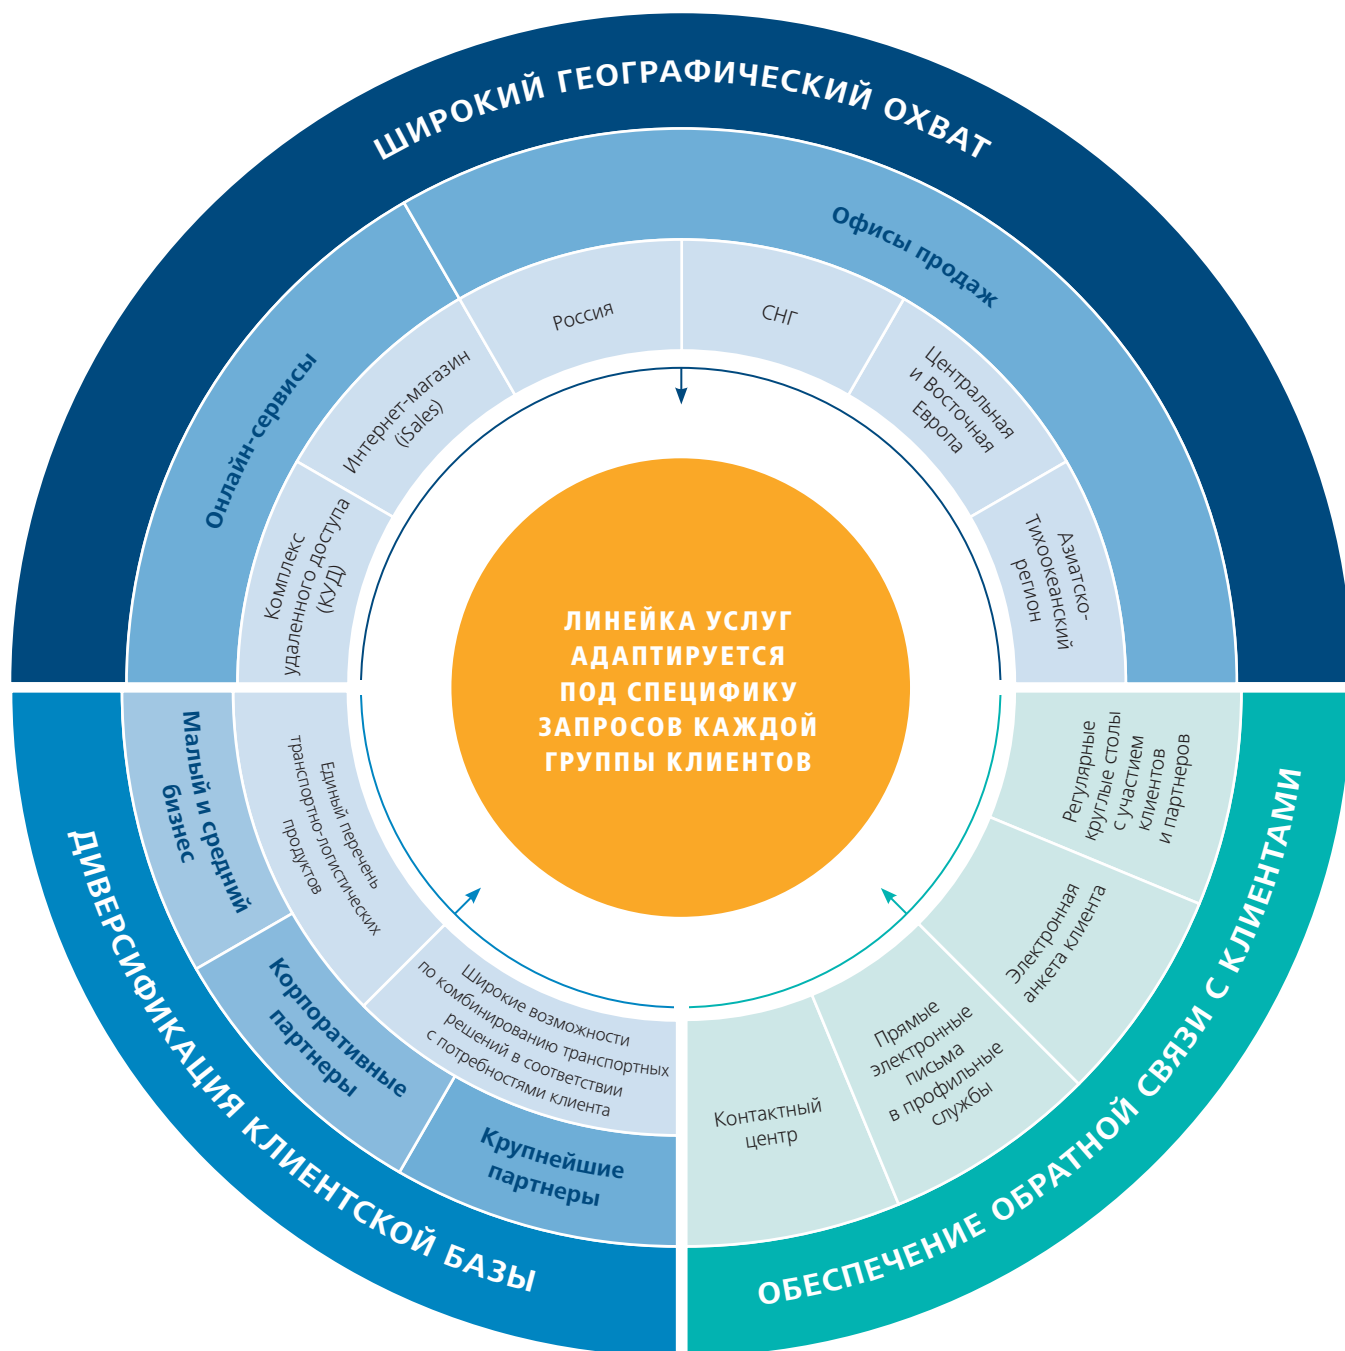 ШИРОКИЙ ГЕОГРАФИЧЕСКИЙ ОХВАТ
Онлайн-сервисы
Офисы продаж
Комплекс
удаленного доступа
(КУД)
Интернет-магазин
(iSales)
Россия
СНГ
Центральная
и Восточная
Европа
Азиатско-
Тихоокеанский
регион
ЛИНЕЙКА УСЛУГ
АДАПТИРУЕТСЯ
ПОД СПЕЦИФИКУ
ЗАПРОСОВ КАЖДОЙ
ГРУППЫ КЛИЕНТОВ
ДИВЕРСИФИКАЦИЯ КЛИЕНТСКОЙ БАЗЫ
Малый и средний
бизнес
Корпоративные
партнеры
Крупнейшие
партнеры
Единый перечень
транспортно-логистических
продуктов
Широкие возможности
по комбинированию транспортных
решений в соответствии
с потребностями клиента
ОБЕСПЕЧЕНИЕ ОБРАТНОЙ СВЯЗИ С КЛИЕНТАМИ
Контактный
центр
Прямые
электронные
письма
в профильные
службы
Электронная
анкета клиента
Регулярные
круглые столы
с участием
клиентов
и партнеров